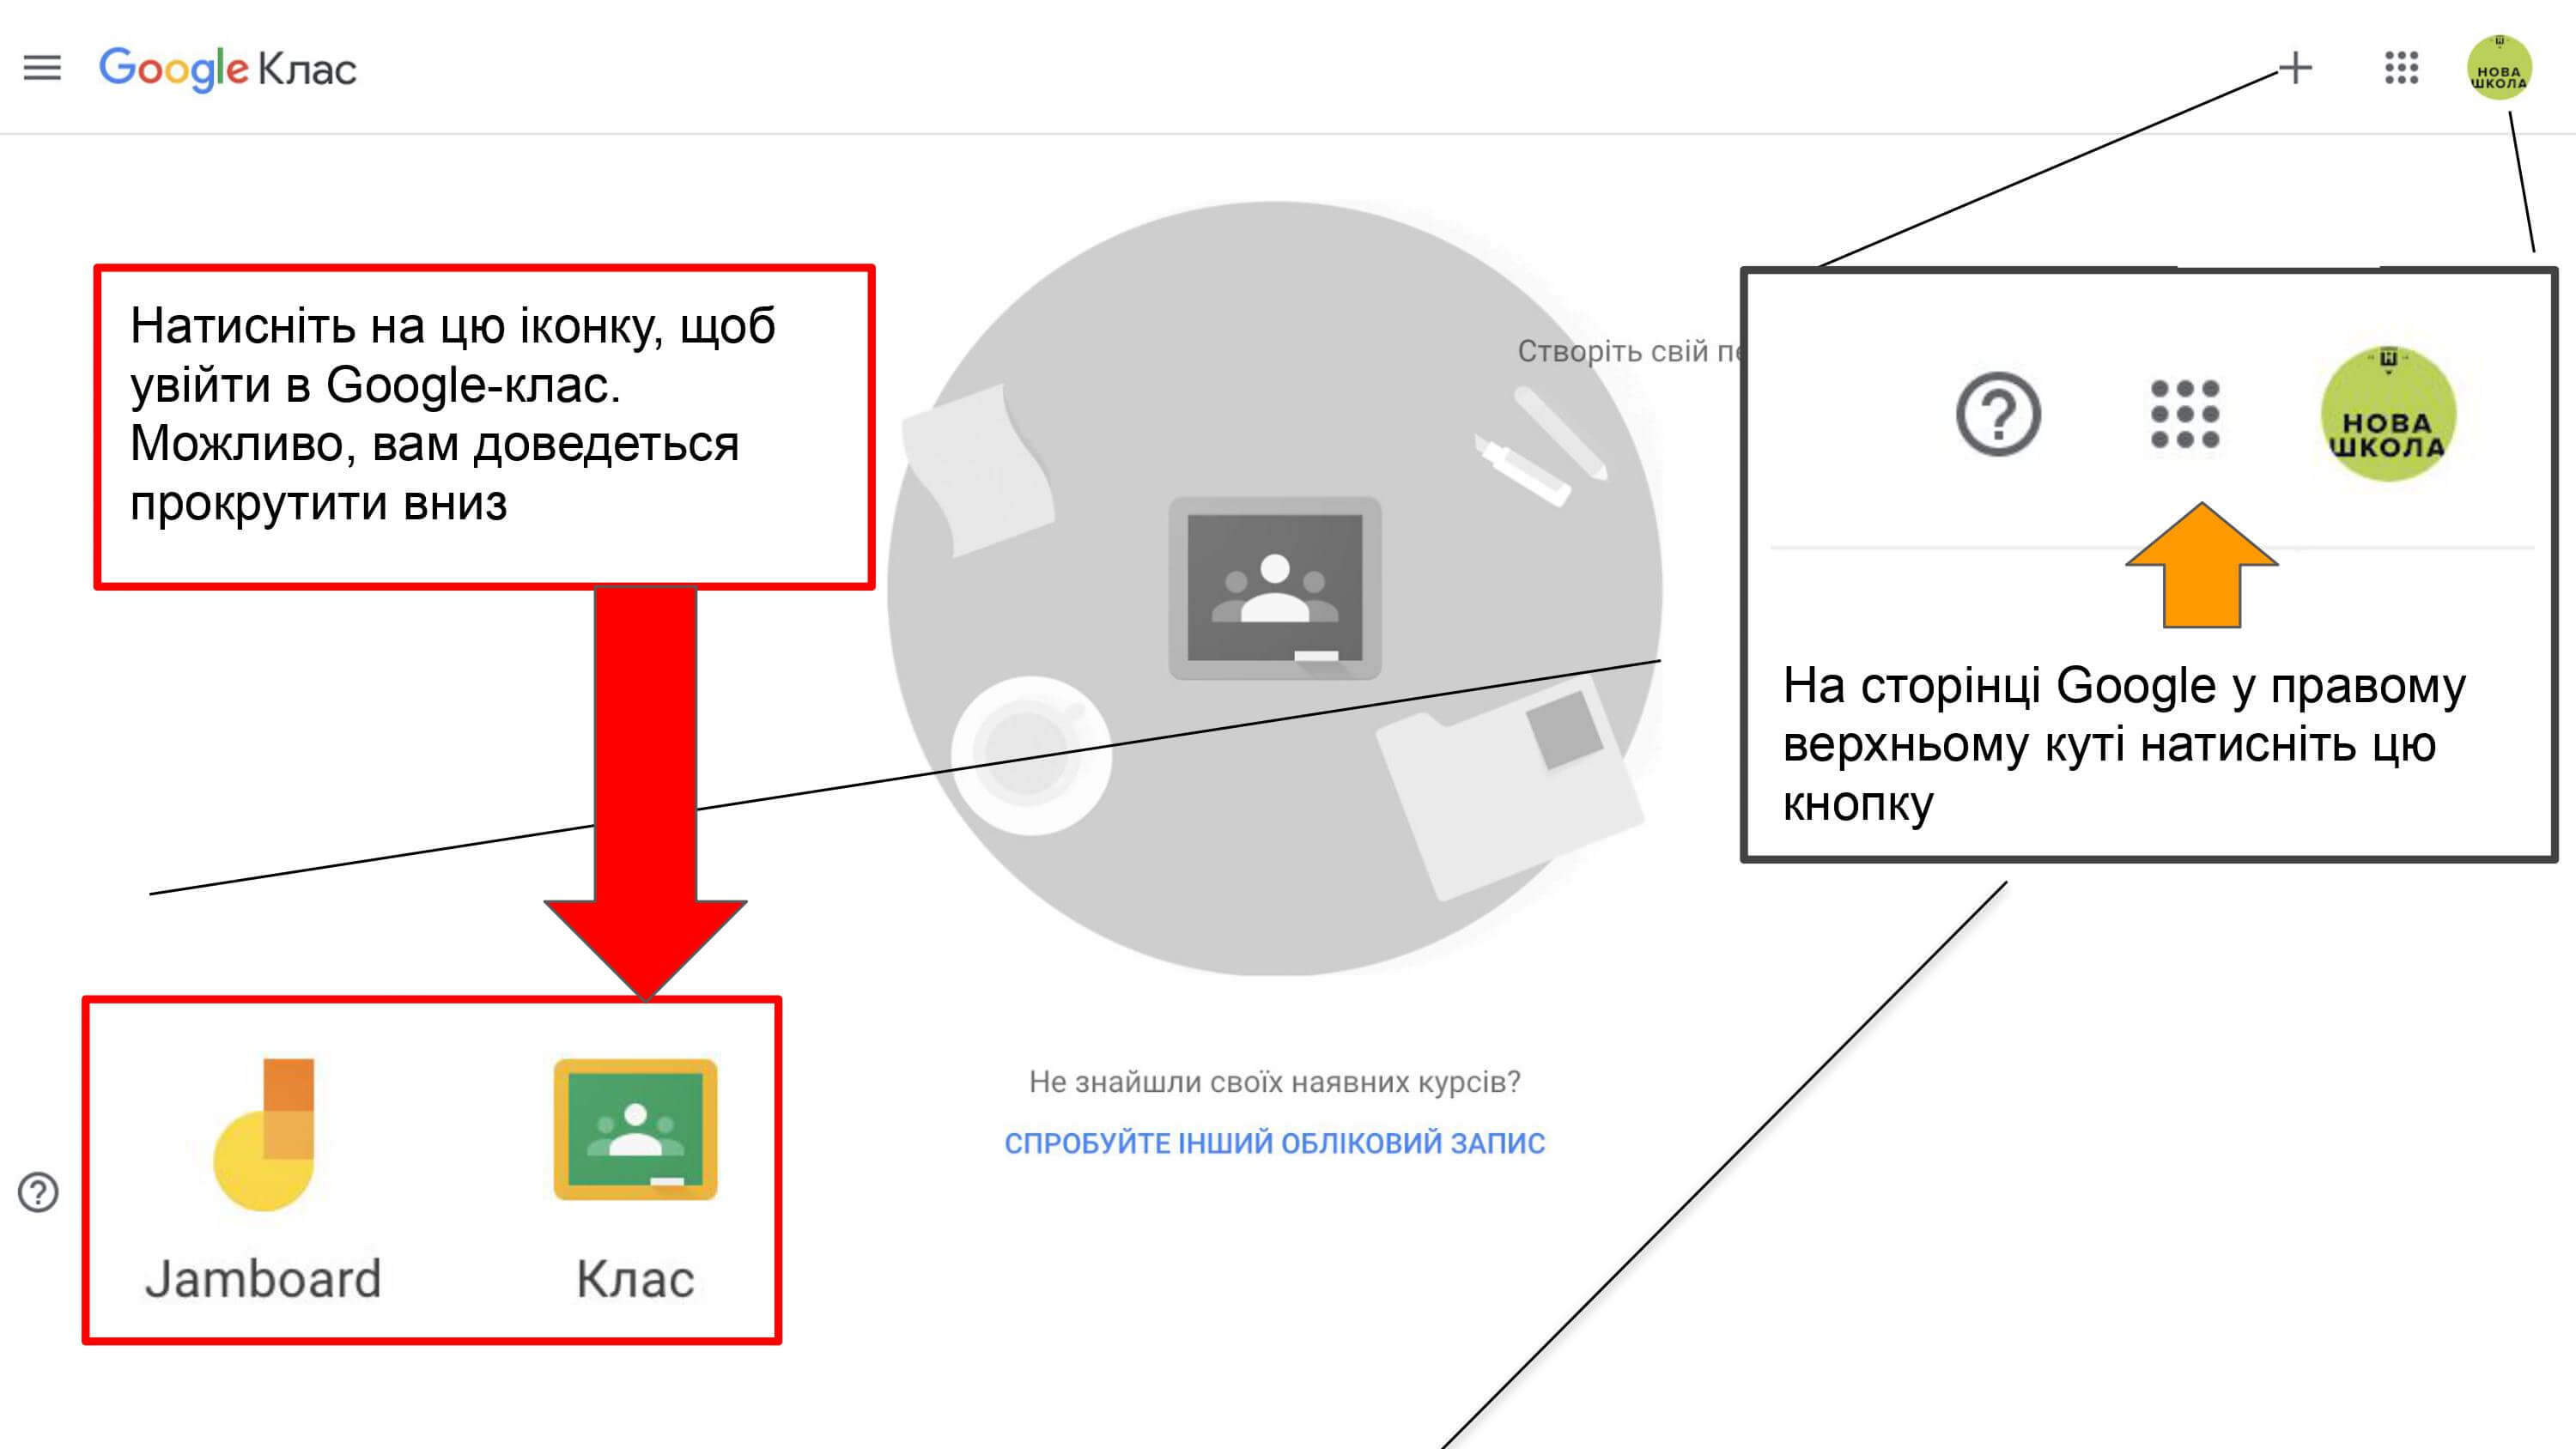 Google Клас
НОВА
ШКОЛА
Натисніть на цю іконку, щоб
увійти в Google-клас.
Можливо, вам доведеться
прокрутити вниз
Створіть свій
НОВА
ШКОЛА
На сторінці Google у правому
верхньому куті натисніть цю
кнопку
Не знайшли своїх наявних курсів?
СПРОБУЙТЕ ІНШИЙ ОБЛІКОВИЙ ЗАПИС
Jamboard
Клас